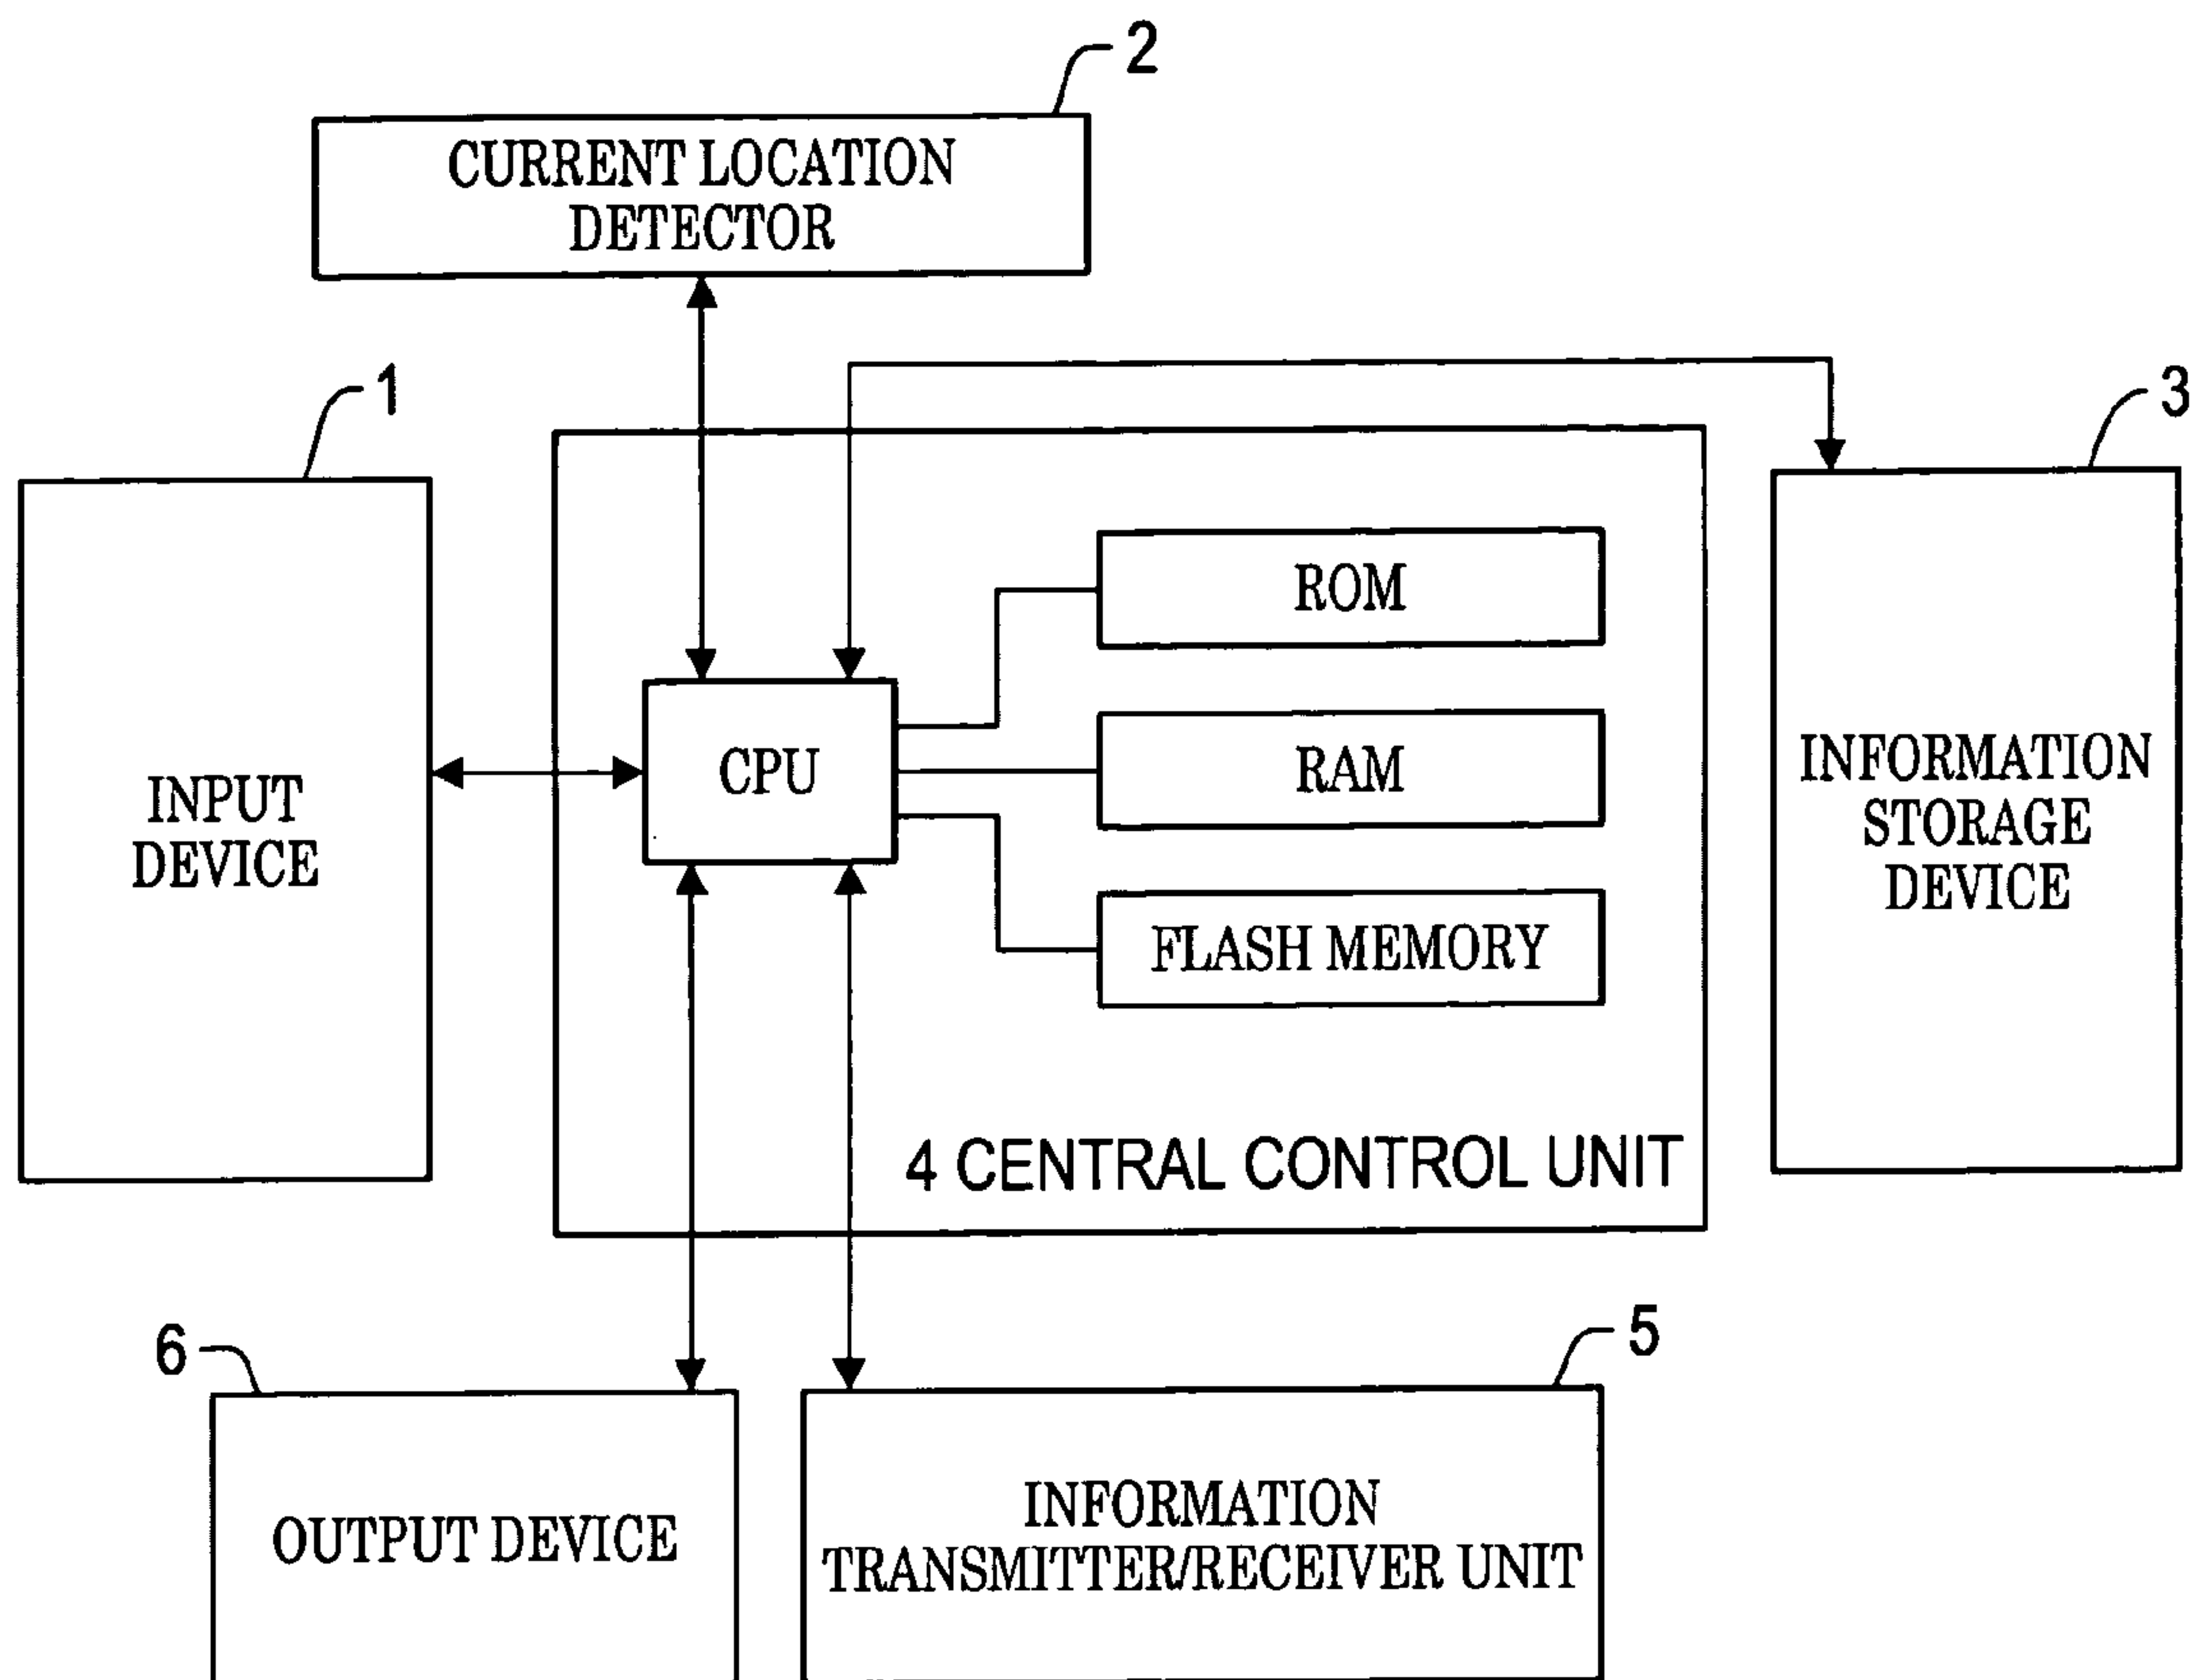 2
CURRENT LOCATION
DETECTOR
1
3
INPUT
DEVICE
CPU
ROM
RAM
FLASH MEMORY
4 CENTRAL CONTROL UNIT
INFORMATION
STORAGE
DEVICE
6
5
OUTPUT DEVICE
INFORMATION
TRANSMITTER/RECEIVER UNIT